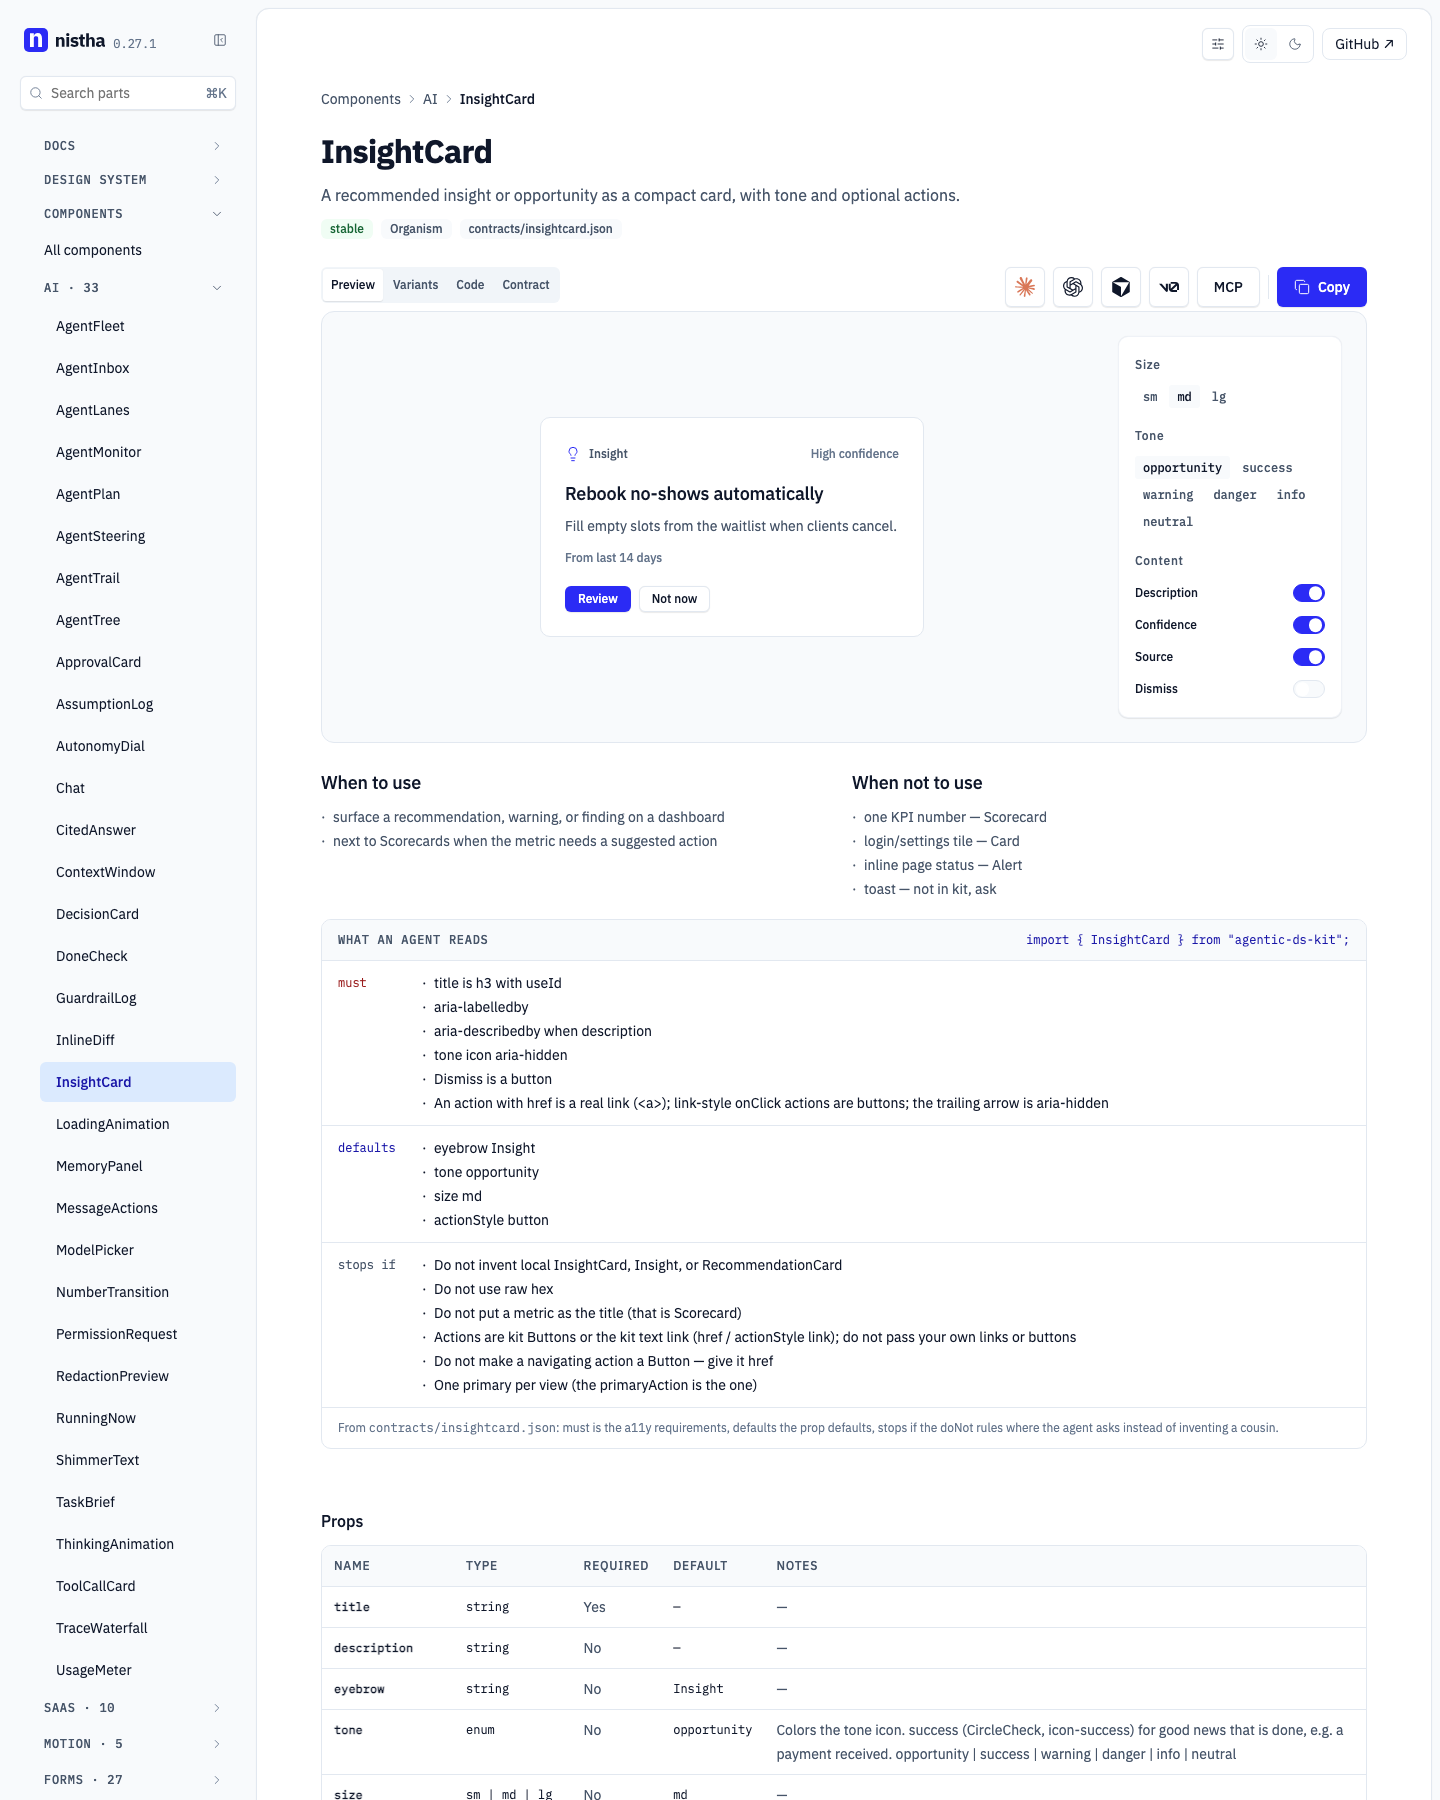 n nistha 0.27.1
Search parts ⌘K
DOCS
DESIGN SYSTEM
COMPONENTS
All components
AI · 33
AgentFleet
AgentInbox
AgentLanes
AgentMonitor
AgentPlan
AgentSteering
AgentTrail
AgentTree
ApprovalCard
AssumptionLog
AutonomyDial
Chat
CitedAnswer
ContextWindow
DecisionCard
DoneCheck
GuardrailLog
InlineDiff
InsightCard
LoadingAnimation
MemoryPanel
MessageActions
ModelPicker
NumberTransition
PermissionRequest
RedactionPreview
RunningNow
ShimmerText
TaskBrief
ThinkingAnimation
ToolCallCard
TraceWaterfall
UsageMeter
SAAS · 10
MOTION · 5
FORMS · 27
GitHub
Components AI InsightCard
InsightCard
A recommended insight or opportunity as a compact card, with tone and optional actions.
stable Organism contracts/insightcard.json
Preview Variants Code Contract
v0 MCP Copy
Insight High confidence
Rebook no-shows automatically
Fill empty slots from the waitlist when clients cancel.
From last 14 days
Review Not now
Size
sm md lg
Tone
opportunity success
warning danger info
neutral
Content
Description
Confidence
Source
Dismiss
When to use
· surface a recommendation, warning, or finding on a dashboard
· next to Scorecards when the metric needs a suggested action
When not to use
· one KPI number — Scorecard
· login/settings tile — Card
· inline page status — Alert
· toast — not in kit, ask
WHAT AN AGENT READS import { InsightCard } from "agentic-ds-kit";
must
· title is h3 with useId
· aria-labelledby
· aria-describedby when description
· tone icon aria-hidden
· Dismiss is a button
· An action with href is a real link (<a>); link-style onClick actions are buttons; the trailing arrow is aria-hidden
defaults
· eyebrow Insight
· tone opportunity
· size md
· actionStyle button
stops if
· Do not invent local InsightCard, Insight, or RecommendationCard
· Do not use raw hex
· Do not put a metric as the title (that is Scorecard)
· Actions are kit Buttons or the kit text link (href / actionStyle link); do not pass your own links or buttons
· Do not make a navigating action a Button — give it href
· One primary per view (the primaryAction is the one)
From contracts/insightcard.json: must is the a11y requirements, defaults the prop defaults, stops if the doNot rules where the agent asks instead of inventing a cousin.
Props
NAME TYPE REQUIRED DEFAULT NOTES
title string Yes — —
description string No — —
eyebrow string No Insight —
tone enum No opportunity Colors the tone icon. success (CircleCheck, icon-success) for good news that is done, e.g. a
payment received. opportunity | success | warning | danger | info | neutral
size sm | md | lg No md —